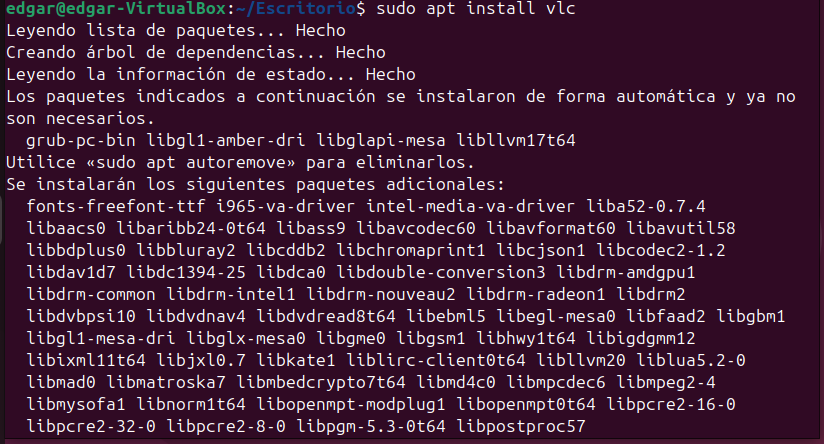 edgar@edgar-VirtualBox:~/Escritorio$ sudo apt install vlc
Leyendo lista de paquetes... Hecho
Creando árbol de dependencias... Hecho
Leyendo la información de estado... Hecho
Los paquetes indicados a continuación se instalaron de forma automática y ya no
son necesarios.
  grub-pc-bin libgl1-amber-dri libglapi-mesa libllvm17t64
Utilice «sudo apt autoremove» para eliminarlos.
Se instalarán los siguientes paquetes adicionales:
  fonts-freefont-ttf i965-va-driver intel-media-va-driver liba52-0.7.4
  libaacs0 libaribb24-0t64 libass9 libavcodec60 libavformat60 libavutil58
  libbdplus0 libbluray2 libcddb2 libchromaprint1 libcjson1 libcodec2-1.2
  libdav1d7 libdc1394-25 libdca0 libdouble-conversion3 libdrm-amdgpu1
  libdrm-common libdrm-intel1 libdrm-nouveau2 libdrm-radeon1 libdrm2
  libdvbpsi10 libdvdnav4 libdvdread8t64 libebml5 libegl-mesa0 libfaad2 libgbm1
  libgl1-mesa-dri libglx-mesa0 libgme0 libgsm1 libhwy1t64 libigdgmm12
  libixml11t64 libjxl0.7 libkate1 liblirc-client0t64 libllvm20 liblua5.2-0
  libmad0 libmatroska7 libmbedcrypto7t64 libmd4c0 libmpcdec6 libmpeg2-4
  libmysofa1 libnorm1t64 libopenmpt-modplug1 libopenmpt0t64 libpcre2-16-0
  libpcre2-32-0 libpcre2-8-0 libpgm-5.3-0t64 libpostproc57